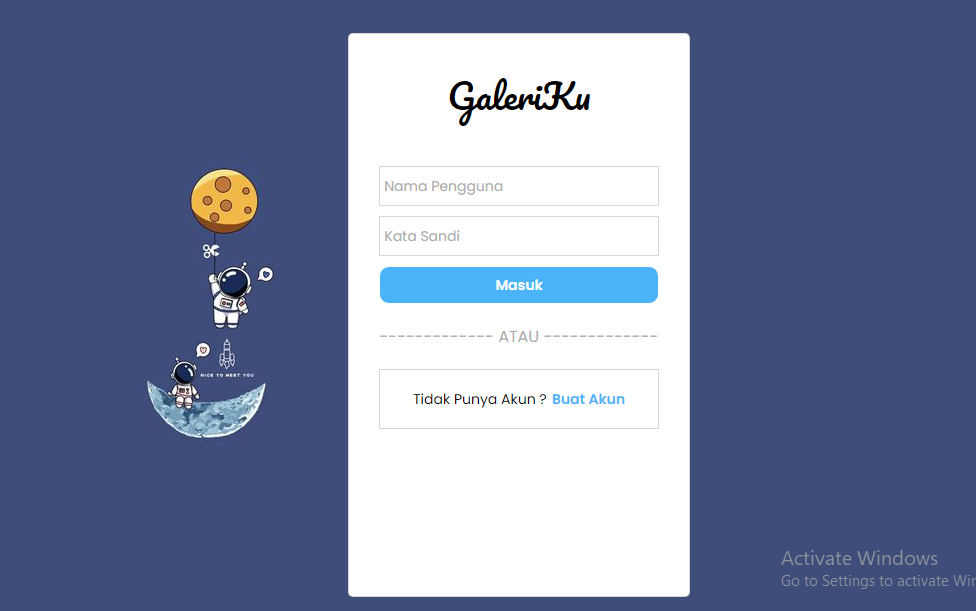 GaleriKu
Nama Pengguna
Kata Sandi
Masuk
------------- ATAU -------------
Tidak Punya Akun ? Buat Akun
NICE TO MEET YOU
Activate Windows
Go to Settings to activate Win